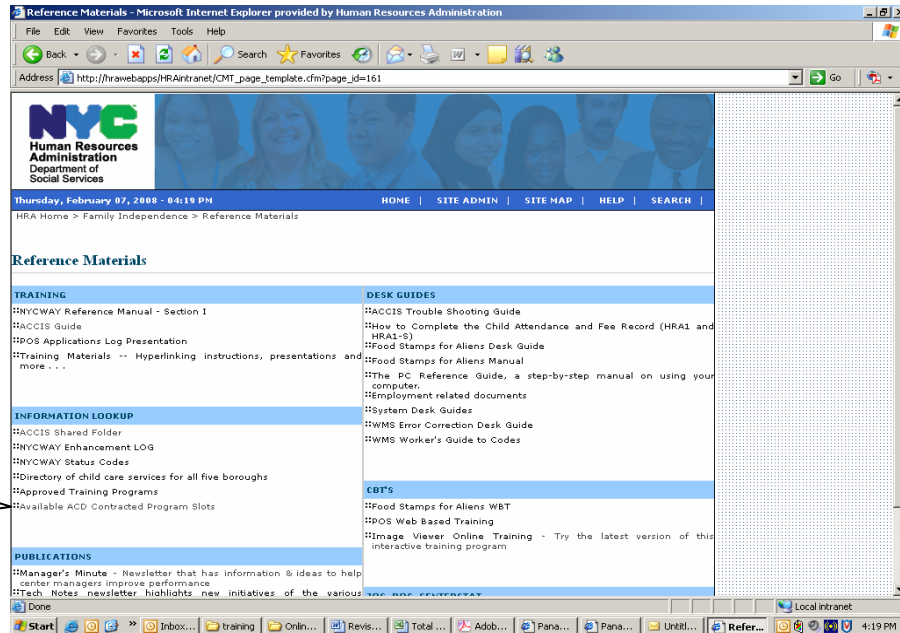 Reference Materials - Microsoft Internet Explorer provided by Human Resources Administration
File Edit View Favorites Tools Help
Back Search Favorites
Address http://hrawebapps/HRAintranet/CMT_page_template.cfm?page_id=161 Go
NYC
Human Resources
Administration
Department of
Social Services
Thursday, February 07, 2008 - 04:19 PM HOME | SITE ADMIN | SITE MAP | HELP | SEARCH |
HRA Home > Family Independence > Reference Materials
Reference Materials
TRAINING
NYCWAY Reference Manual - Section I
ACCIS Guide
POS Applications Log Presentation
Training Materials -- Hyperlinking instructions, presentations and
more . . .
INFORMATION LOOKUP
ACCIS Shared Folder
NYCWAY Enhancement LOG
NYCWAY Status Codes
Directory of child care services for all five boroughs
Approved Training Programs
Available ACD Contracted Program Slots
PUBLICATIONS
Manager's Minute - Newsletter that has information & ideas to help
center managers improve performance
Tech Notes newsletter highlights new initiatives of the various
DESK GUIDES
ACCIS Trouble Shooting Guide
How to Complete the Child Attendance and Fee Record (HRA1 and
HRA1-S)
Food Stamps for Aliens Desk Guide
Food Stamps for Aliens Manual
The PC Reference Guide, a step-by-step manual on using your
computer.
Employment related documents
System Desk Guides
WMS Error Correction Desk Guide
WMS Worker's Guide to Codes
CBT'S
Food Stamps for Aliens WBT
POS Web Based Training
Image Viewer Online Training - Try the latest version of this
interactive training program
JOS, POS, CENTERSTAT
Done Local intranet
Start Inbox... training Onlin... Revis... Total ... Adob... Pana... Pana... Untitl... Refer... 4:19 PM